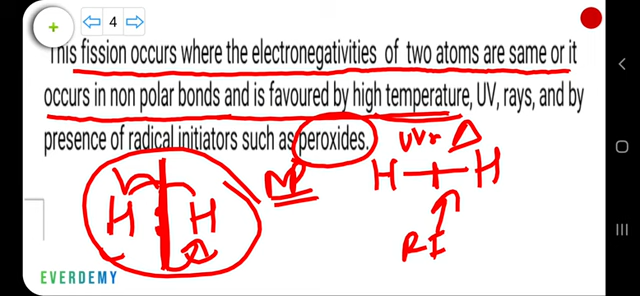 4
This fission occurs where the electronegativities of two atoms are same or it
occurs in non polar bonds and is favoured by high temperature, UV, rays, and by
presence of radical initiators such as peroxides.
UV or Δ
H H NP H + H
RI
EVERDEMY